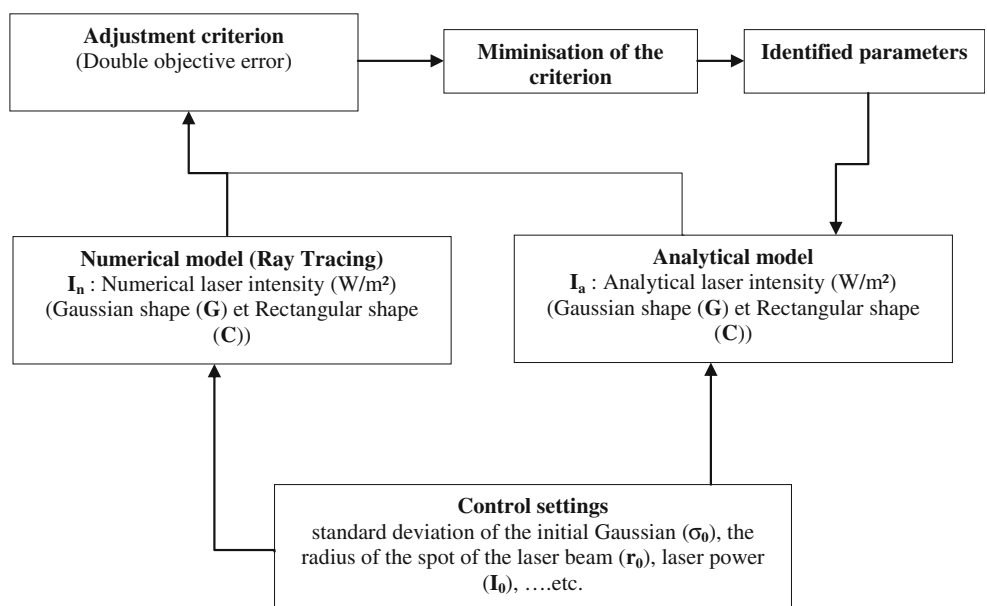 Adjustment criterion
(Double objective error)
Miminisation of the
criterion
Identified parameters
Numerical model (Ray Tracing)
Iₙ : Numerical laser intensity (W/m²)
(Gaussian shape (G) et Rectangular shape
(C))
Analytical model
Iₐ : Analytical laser intensity (W/m²)
(Gaussian shape (G) et Rectangular shape
(C))
Control settings
standard deviation of the initial Gaussian (σ₀), the
radius of the spot of the laser beam (r₀), laser power
(I₀), ….etc.